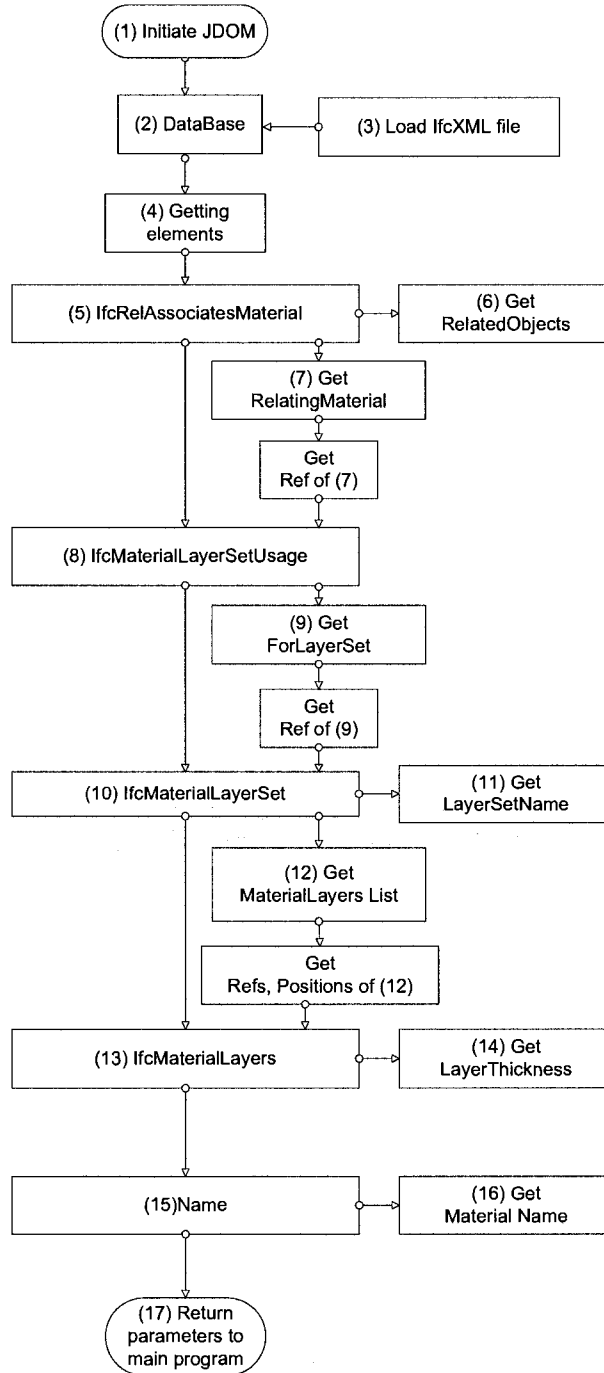 (1) Initiate JDOM
(2) DataBase
(3) Load IfcXML file
(4) Getting
elements
(5) IfcRelAssociatesMaterial
(6) Get
RelatedObjects
(7) Get
RelatingMaterial
Get
Ref of (7)
(8) IfcMaterialLayerSetUsage
(9) Get
ForLayerSet
Get
Ref of (9)
(10) IfcMaterialLayerSet
(11) Get
LayerSetName
(12) Get
MaterialLayers List
Get
Refs, Positions of (12)
(13) IfcMaterialLayers
(14) Get
LayerThickness
(15)Name
(16) Get
Material Name
(17) Return
parameters to
main program